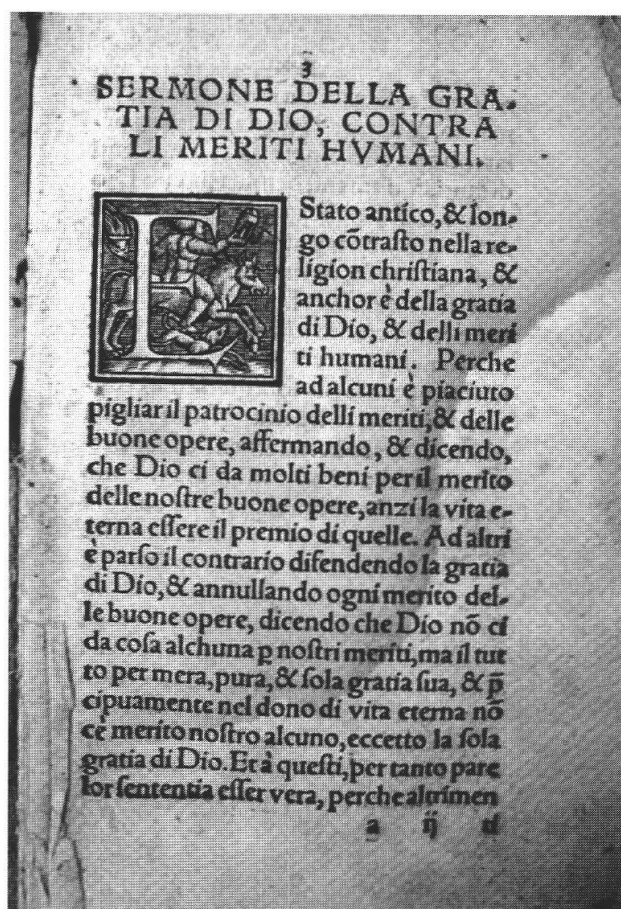 3
SERMONE DELLA GRA-
TIA DI DIO, CONTRA
LI MERITI HVMANI.
EStato antico, & lon-
go cõtraſto nella re-
ligion chriſtiana, &
anchor è della gratia
di Dio, & delli meri
ti humani. Perche
ad alcuni è piaciuto
pigliar il patrocinio delli meriti, & delle
buone opere, affermando, & dicendo,
che Dio ci da molti beni per il merito
delle noſtre buone opere, anzi la vita e-
terna eſſere il premio di quelle. Ad altri
è parſo il contrario difendendo la gratia
di Dio, & annullando ogni merito del-
le buone opere, dicendo che Dio nõ ci
da coſa alchuna ꝑ noſtri meriti, ma il tut
to per mera, pura, & ſola gratia ſua, & p̃
cipuamente nel dono di vita eterna nõ
cè merito noſtro alcuno, eccetto la ſola
gratia di Dio. Et à queſti, per tanto pare
lor ſententia eſſer vera, perche altrimen
a ij ti